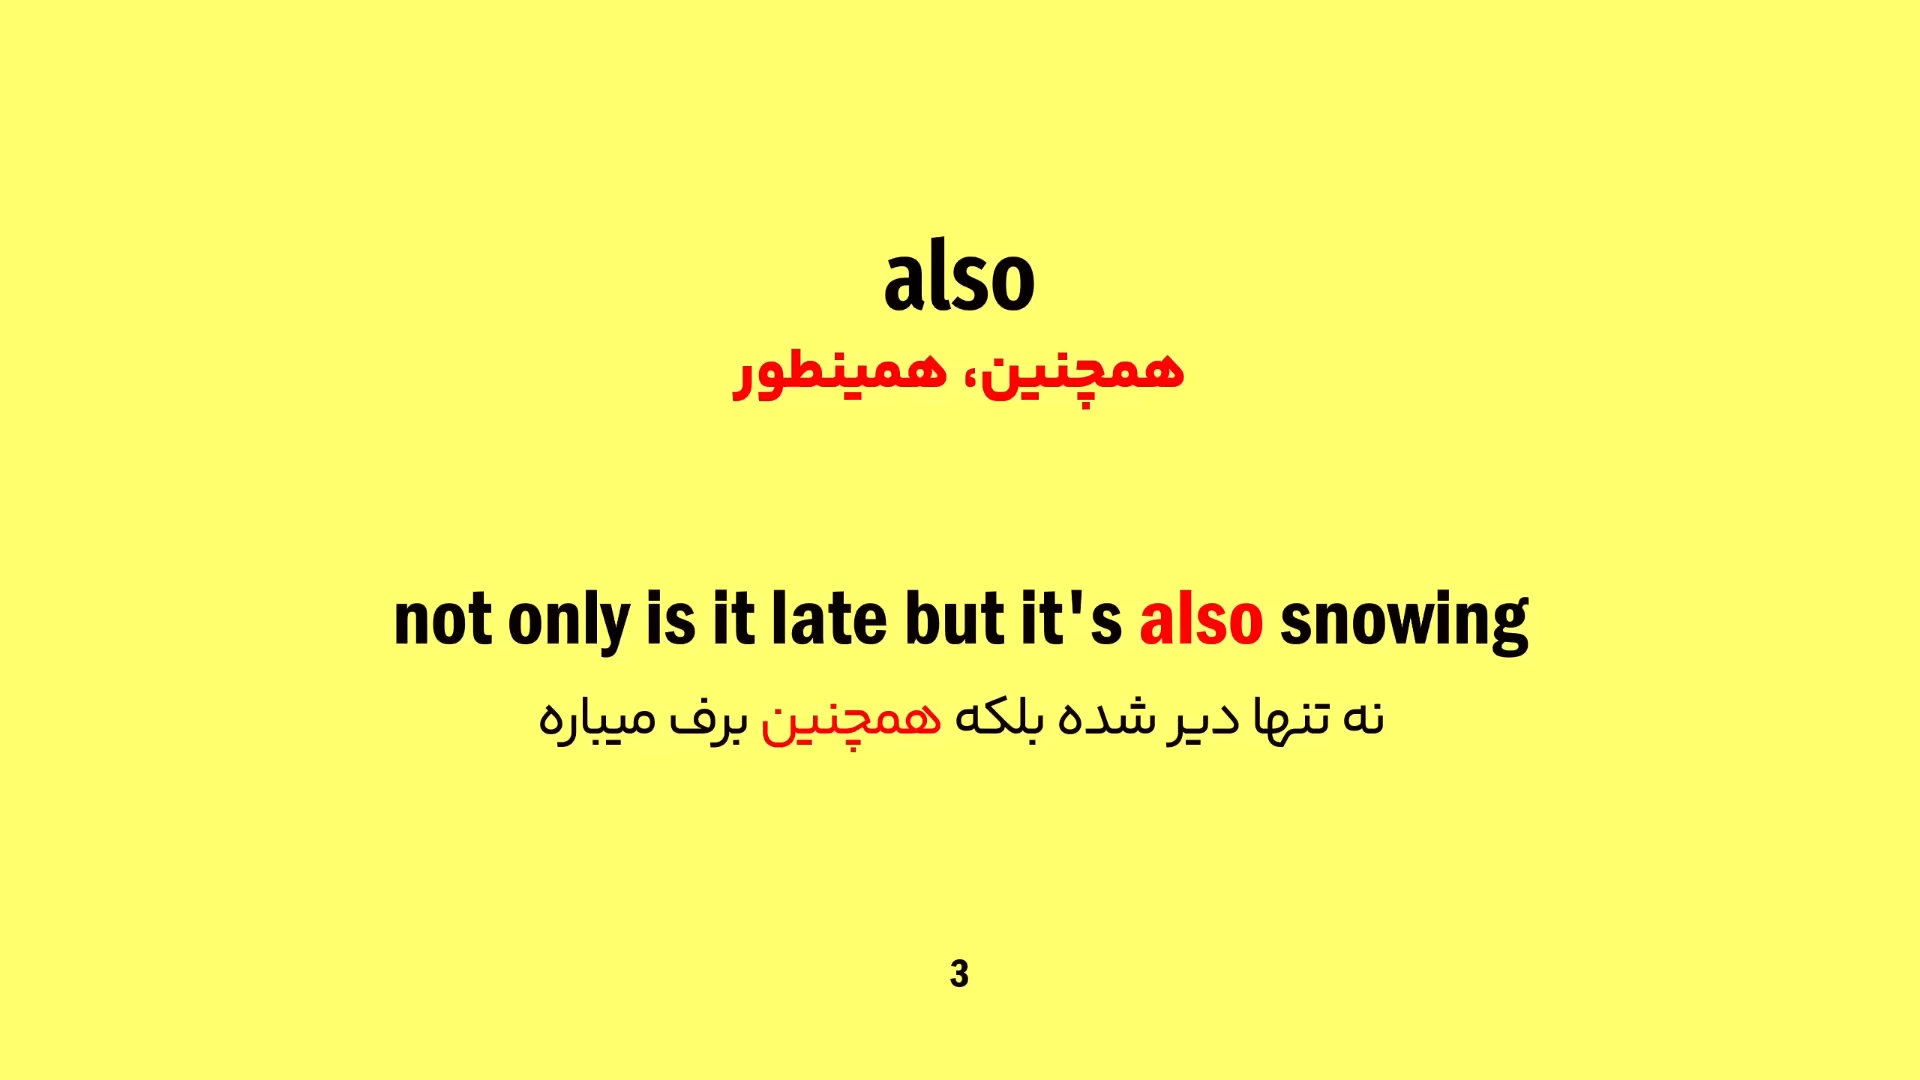 also
همچنین، همینطور
not only is it late but it's also snowing
نه تنها دیر شده بلکه همچنین برف میباره
3